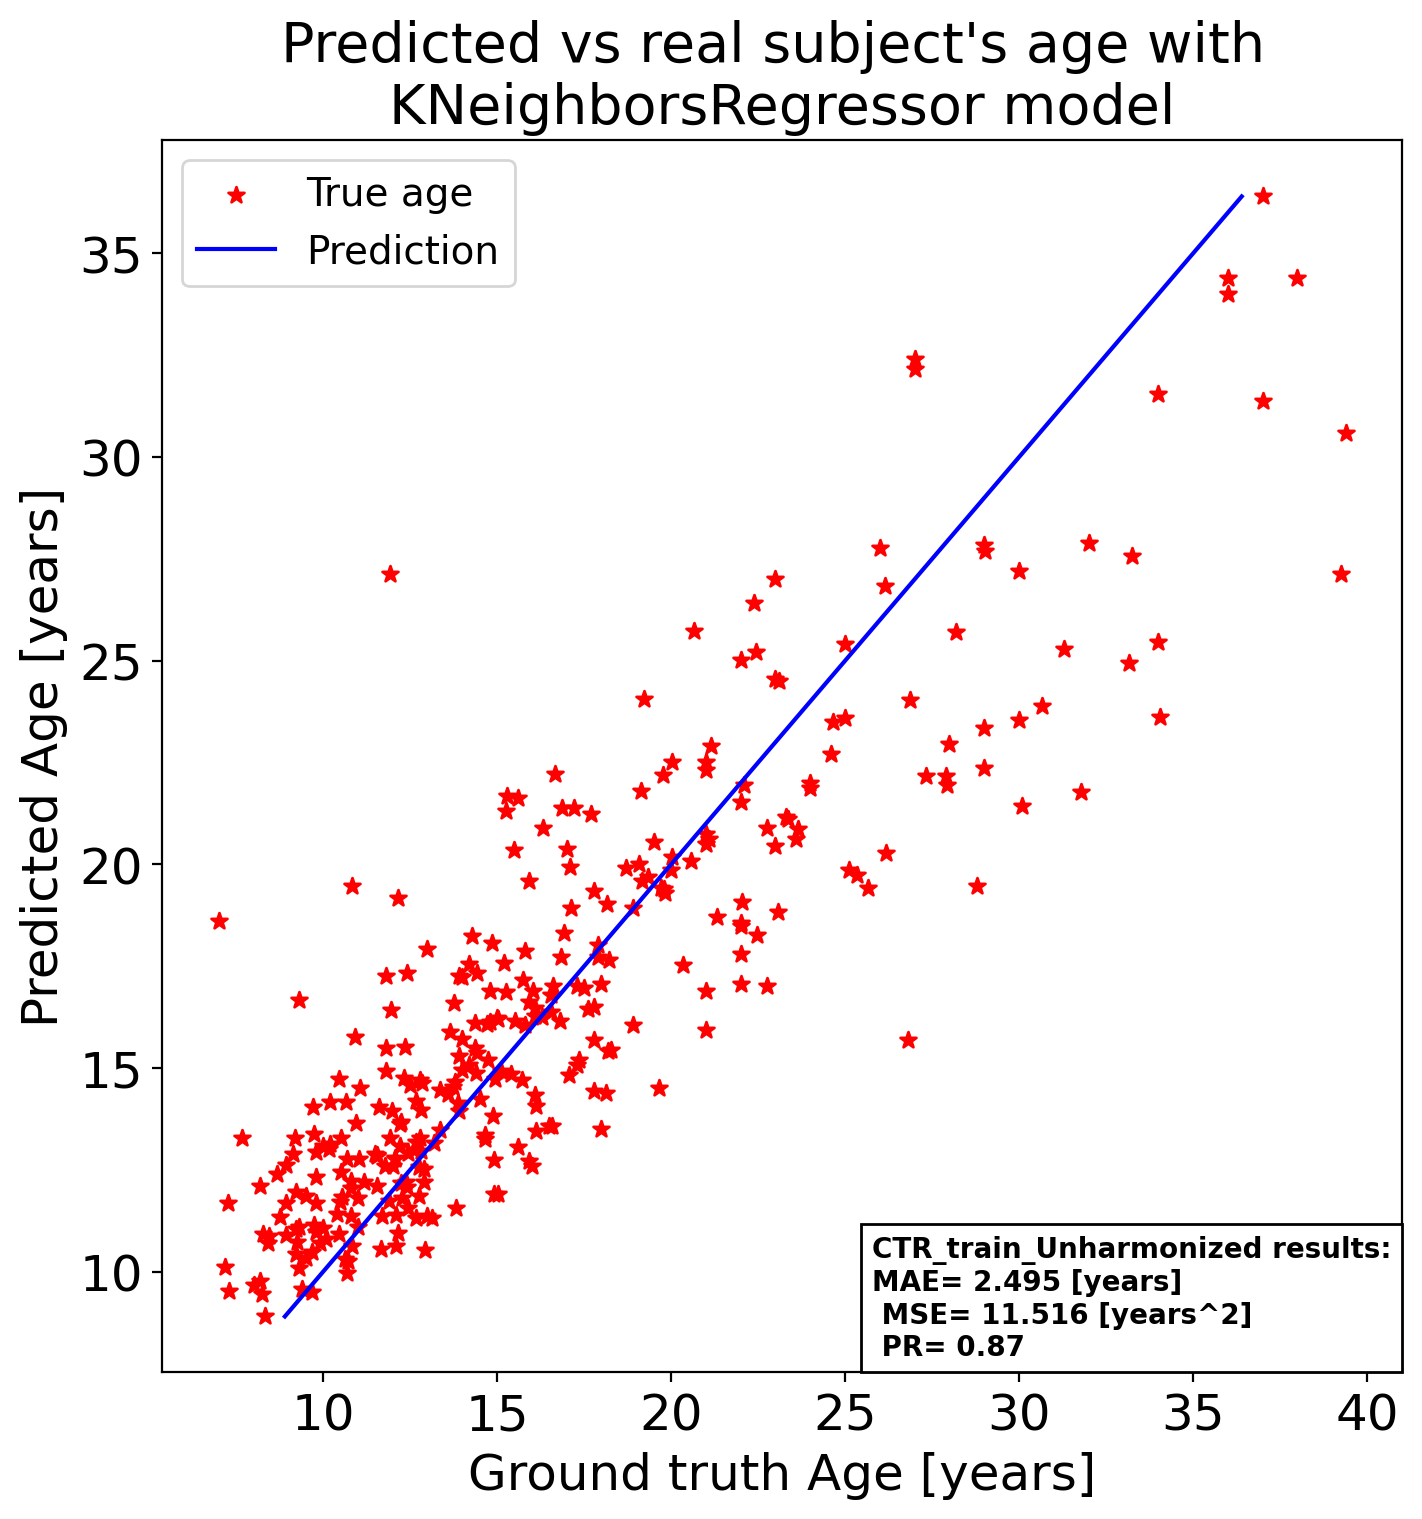 Predicted vs real subject's age with
KNeighborsRegressor model
True age
Prediction
Predicted Age [years]
35
30
25
20
15
10
CTR_train_Unharmonized results:
MAE= 2.495 [years]
MSE= 11.516 [years^2]
PR= 0.87
10 15 20 25 30 35 40
Ground truth Age [years]